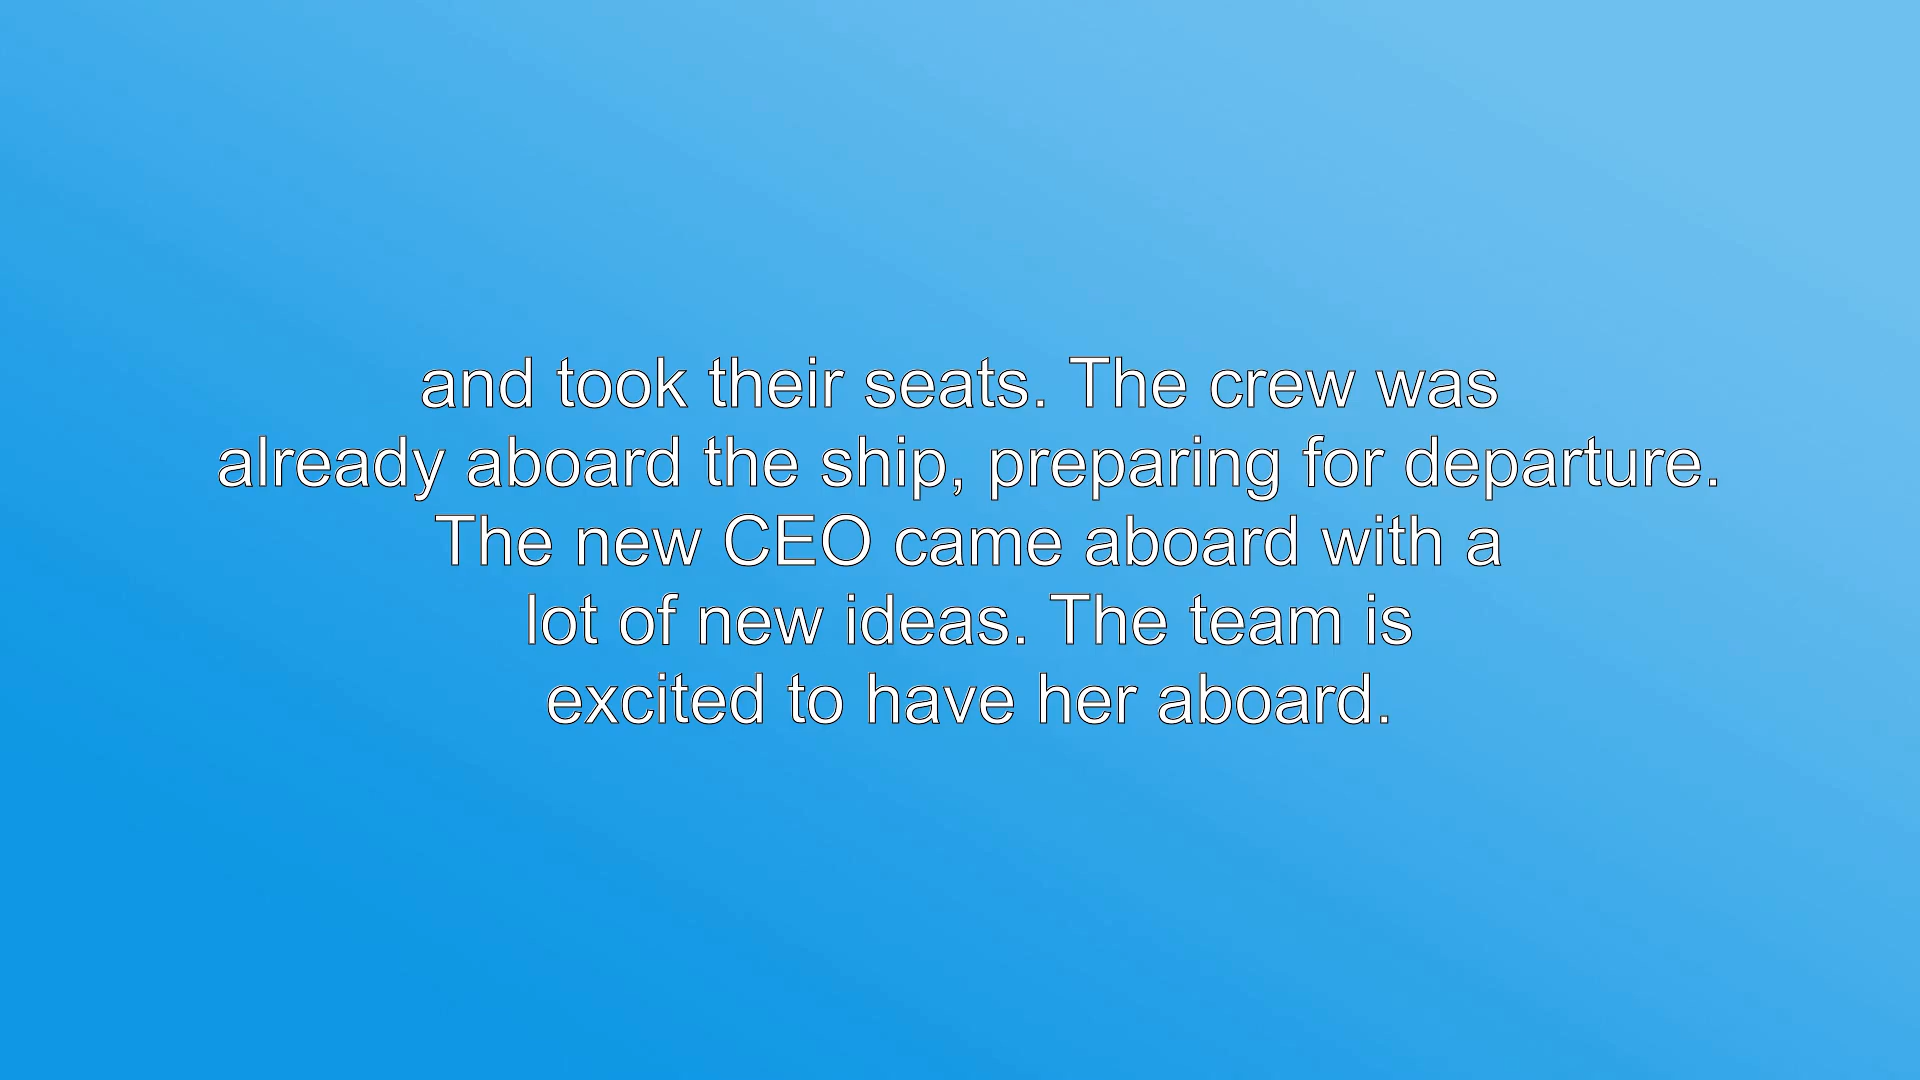 and took their seats. The crew was
already aboard the ship, preparing for departure.
The new CEO came aboard with a
lot of new ideas. The team is
excited to have her aboard.